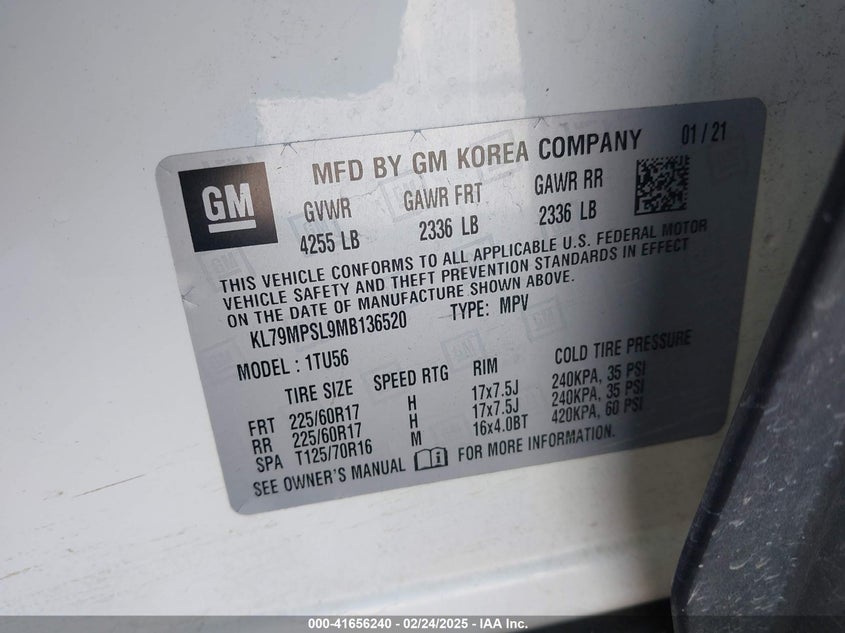 GM
MFD BY GM KOREA COMPANY 01 / 21
GVWR GAWR FRT GAWR RR
4255 LB 2336 LB 2336 LB
THIS VEHICLE CONFORMS TO ALL APPLICABLE U.S. FEDERAL MOTOR
VEHICLE SAFETY AND THEFT PREVENTION STANDARDS IN EFFECT
ON THE DATE OF MANUFACTURE SHOWN ABOVE.
KL79MPSL9MB136520 TYPE: MPV
MODEL : 1TU56
TIRE SIZE SPEED RTG RIM COLD TIRE PRESSURE
FRT 225/60R17 H 17x7.5J 240KPA, 35 PSI
RR 225/60R17 H 17x7.5J 240KPA, 35 PSI
SPA T125/70R16 M 16x4.0BT 420KPA, 60 PSI
SEE OWNER'S MANUAL FOR MORE INFORMATION.
000-41656240 - 02/24/2025 - IAA Inc.